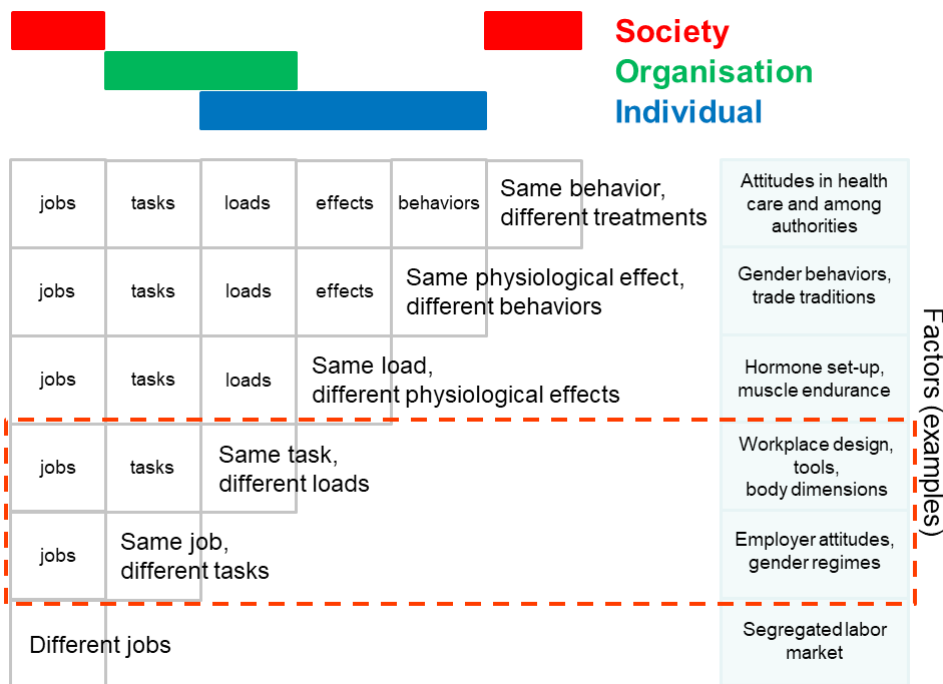 Society
Organisation
Individual
jobs
tasks
loads
effects
behaviors
Same behavior,
different treatments
Attitudes in health
care and among
authorities
jobs
tasks
loads
effects
Same physiological effect,
different behaviors
Gender behaviors,
trade traditions
jobs
tasks
loads
Same load,
different physiological effects
Hormone set-up,
muscle endurance
jobs
tasks
Same task,
different loads
Workplace design,
tools,
body dimensions
jobs
Same job,
different tasks
Employer attitudes,
gender regimes
Different jobs
Segregated labor
market
Factors (examples)